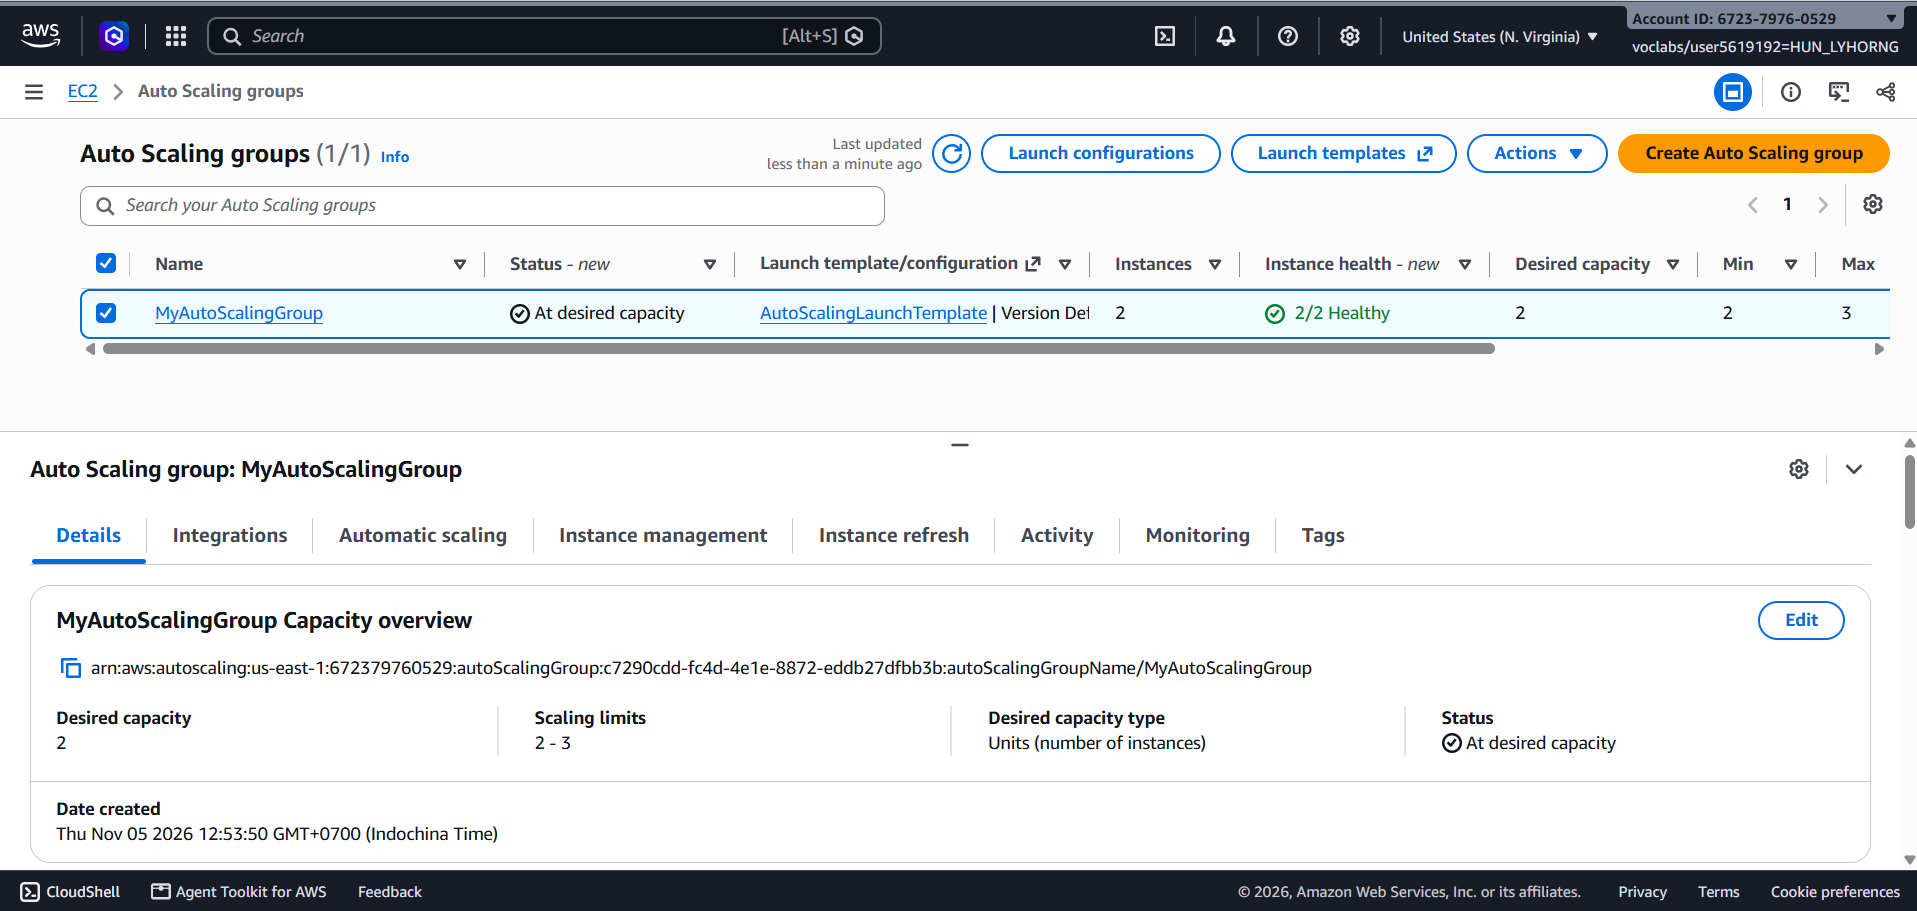 aws
Search [Alt+S]
United States (N. Virginia)
Account ID: 6723-7976-0529
voclabs/user5619192=HUN_LYHORNG
EC2 Auto Scaling groups
Auto Scaling groups (1/1) Info
Last updated
less than a minute ago
Launch configurations
Launch templates
Actions
Create Auto Scaling group
Search your Auto Scaling groups
1
Name Status - new Launch template/configuration Instances Instance health - new Desired capacity Min Max
MyAutoScalingGroup At desired capacity AutoScalingLaunchTemplate | Version Def 2 2/2 Healthy 2 2 3
Auto Scaling group: MyAutoScalingGroup
Details Integrations Automatic scaling Instance management Instance refresh Activity Monitoring Tags
MyAutoScalingGroup Capacity overview
Edit
arn:aws:autoscaling:us-east-1:672379760529:autoScalingGroup:c7290cdd-fc4d-4e1e-8872-eddb27dfbb3b:autoScalingGroupName/MyAutoScalingGroup
Desired capacity
2
Scaling limits
2 - 3
Desired capacity type
Units (number of instances)
Status
At desired capacity
Date created
Thu Nov 05 2026 12:53:50 GMT+0700 (Indochina Time)
CloudShell Agent Toolkit for AWS Feedback © 2026, Amazon Web Services, Inc. or its affiliates. Privacy Terms Cookie preferences